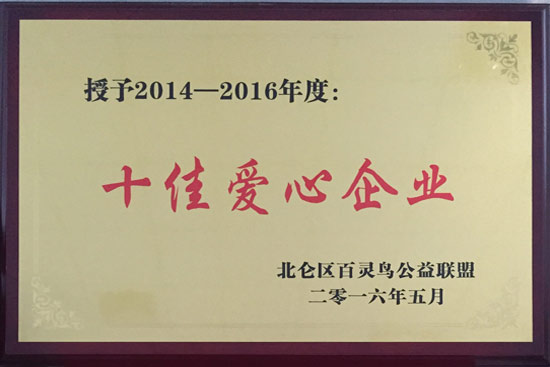 授予2014—2016年度：
十佳爱心企业
北仑区百灵鸟公益联盟
二零一六年五月